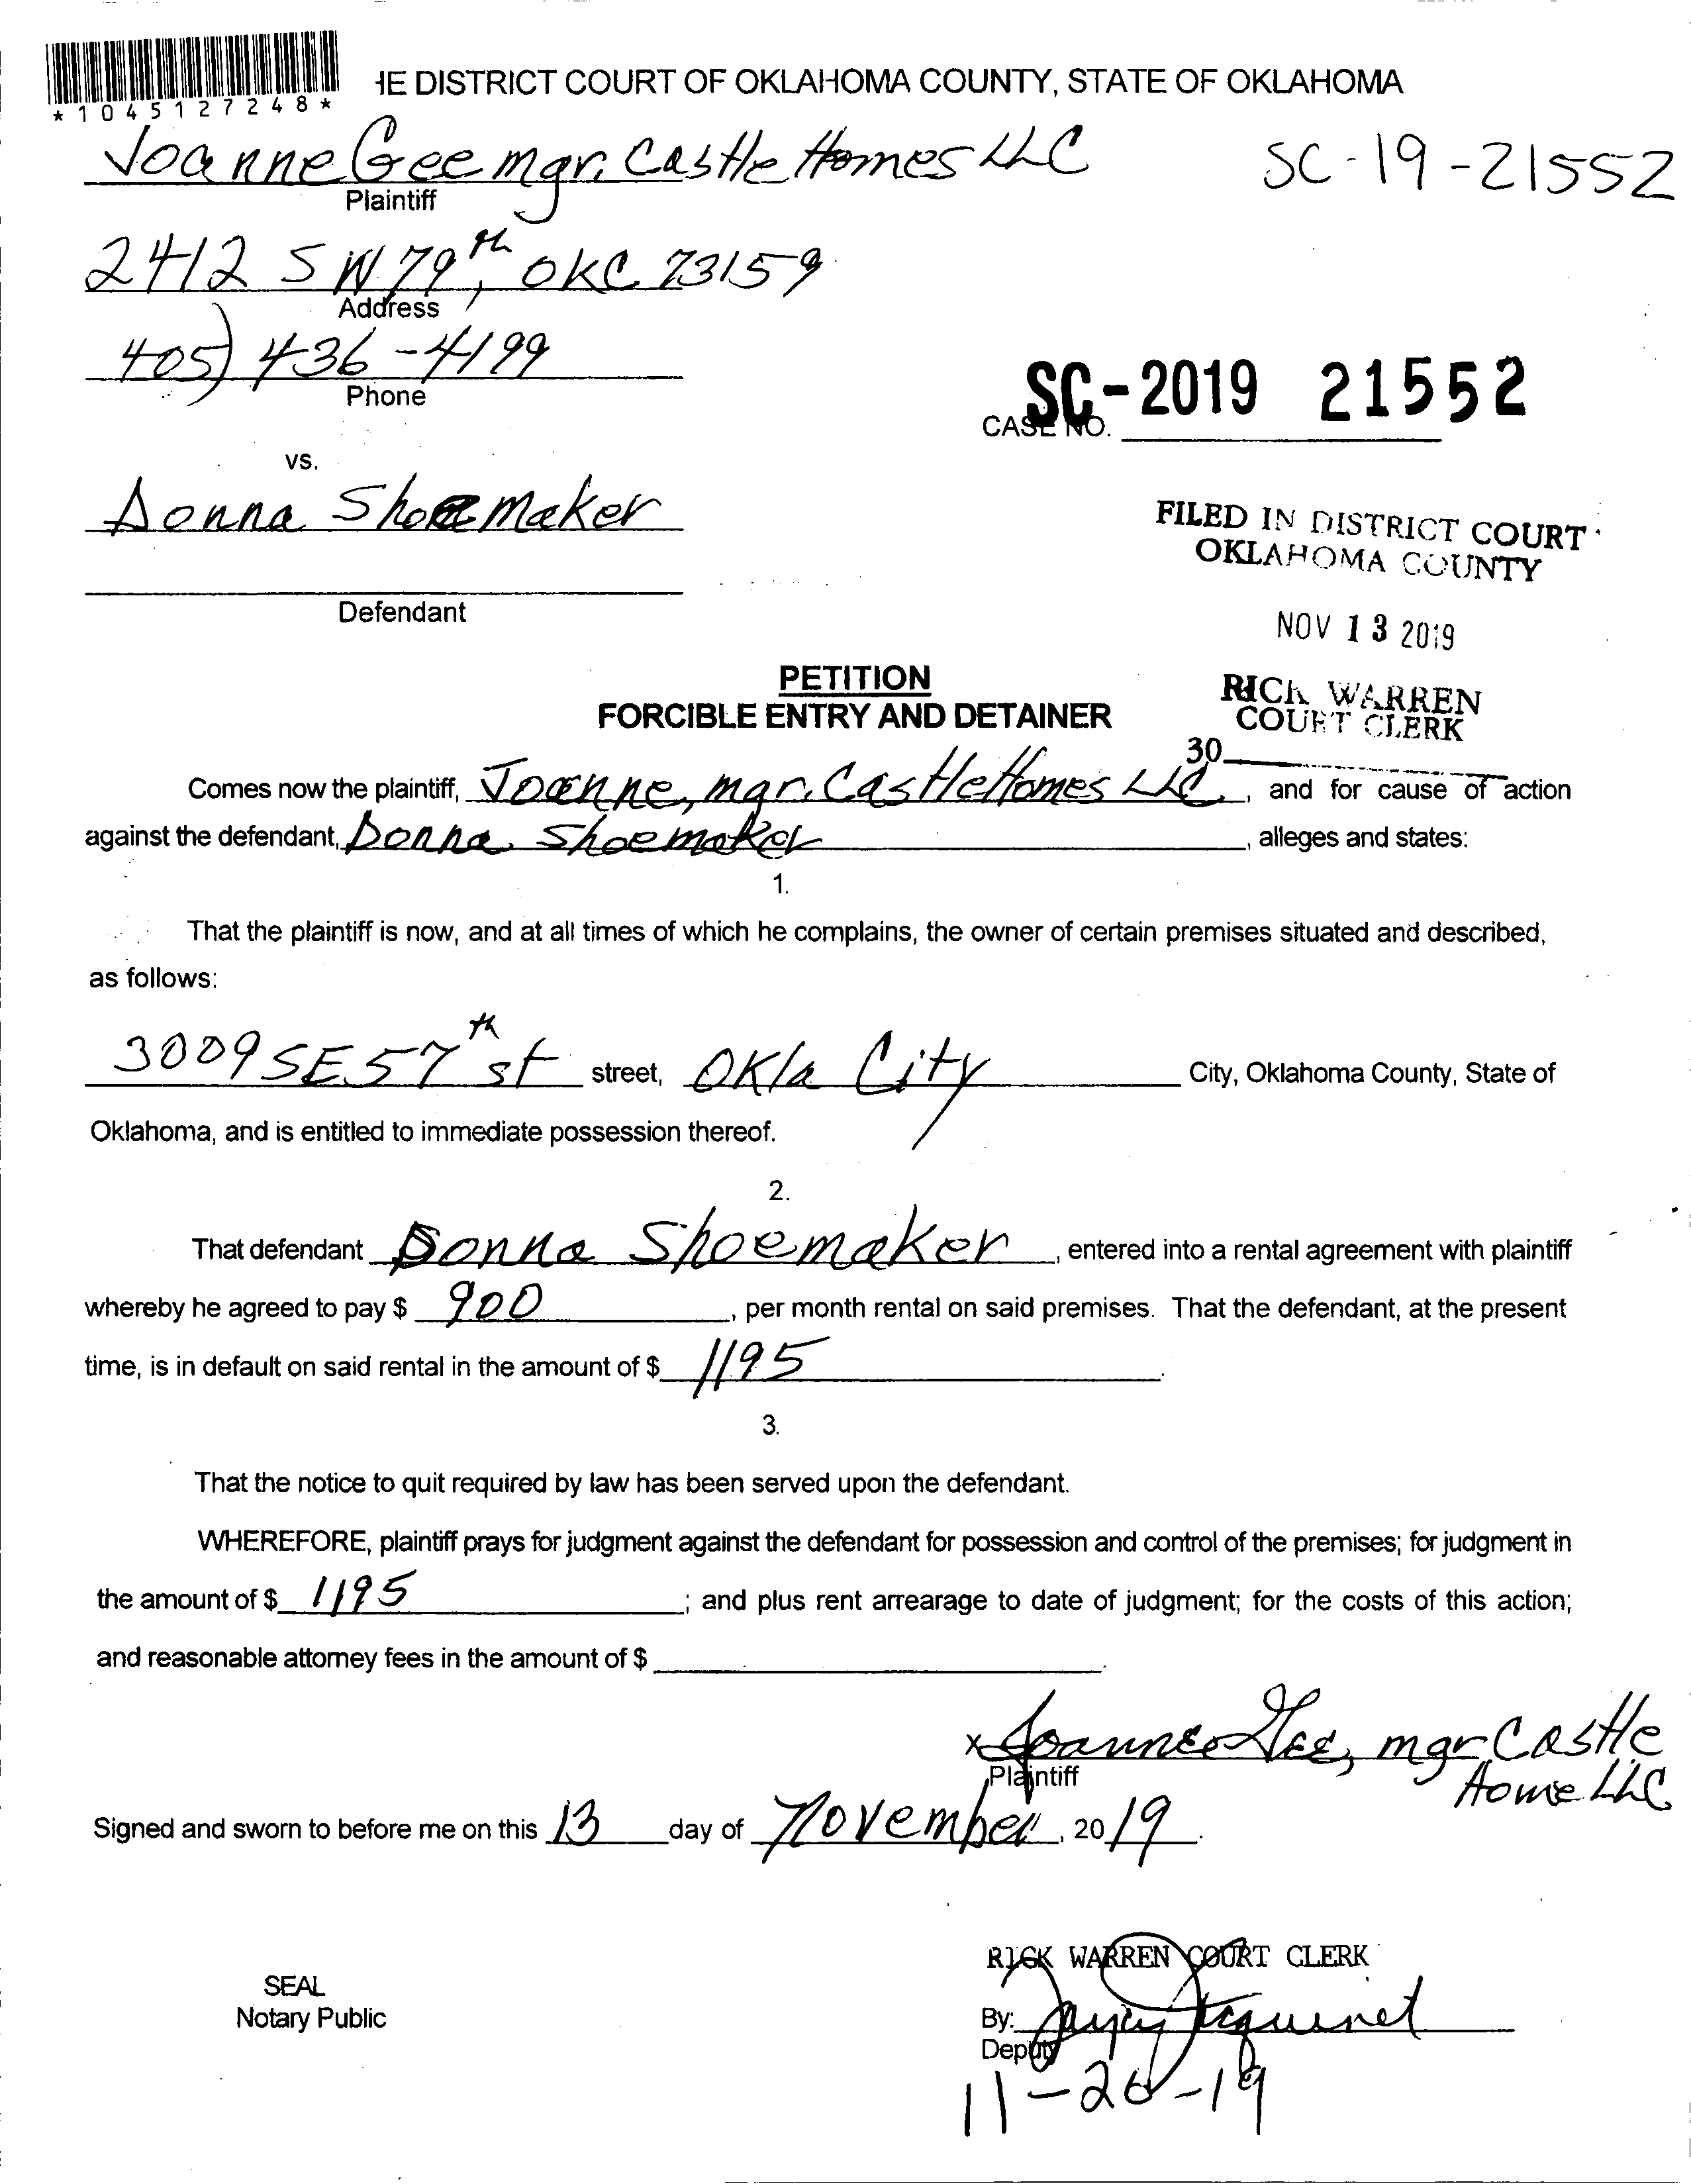 *1045127248*
HE DISTRICT COURT OF OKLAHOMA COUNTY, STATE OF OKLAHOMA
Joanne Gee mgr. Castle Homes LLC
SC-19-21552
Plaintiff
2412 SW 79th, OKC 73159
Address
405) 436-4199
Phone
SC-2019 21552
CASE NO.
vs.
Donna Shoemaker
FILED IN DISTRICT COURT
OKLAHOMA COUNTY
Defendant
NOV 13 2019
PETITION
FORCIBLE ENTRY AND DETAINER
RICK WARREN
COURT CLERK
30
Comes now the plaintiff, Joanne, mgr. Castle Homes LLC, and for cause of action
against the defendant, Donna Shoemaker, alleges and states:
1.
That the plaintiff is now, and at all times of which he complains, the owner of certain premises situated and described,
as follows:
3009 SE 57th st street, Okla City City, Oklahoma County, State of
Oklahoma, and is entitled to immediate possession thereof.
2.
That defendant Donna Shoemaker, entered into a rental agreement with plaintiff
whereby he agreed to pay $ 900, per month rental on said premises. That the defendant, at the present
time, is in default on said rental in the amount of $ 1195.
3.
That the notice to quit required by law has been served upon the defendant.
WHEREFORE, plaintiff prays for judgment against the defendant for possession and control of the premises; for judgment in
the amount of $ 1195; and plus rent arrearage to date of judgment; for the costs of this action;
and reasonable attorney fees in the amount of $ .
x Joanne Gee, mgr Castle
Home LLC
Plaintiff
Signed and sworn to before me on this 13 day of November, 2019.
RICK WARREN COURT CLERK
SEAL
Notary Public
By:
Deputy
11-26-19